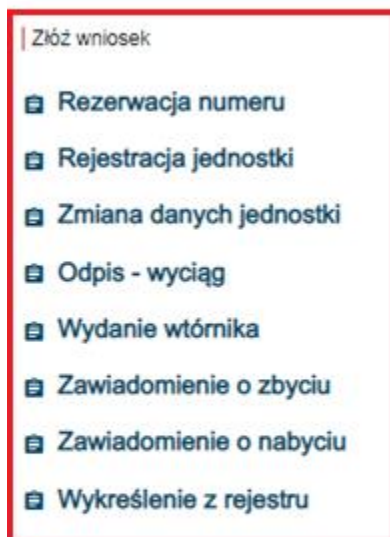 Złóż wniosek
Rezerwacja numeru
Rejestracja jednostki
Zmiana danych jednostki
Odpis - wyciąg
Wydanie wtórnika
Zawiadomienie o zbyciu
Zawiadomienie o nabyciu
Wykreślenie z rejestru